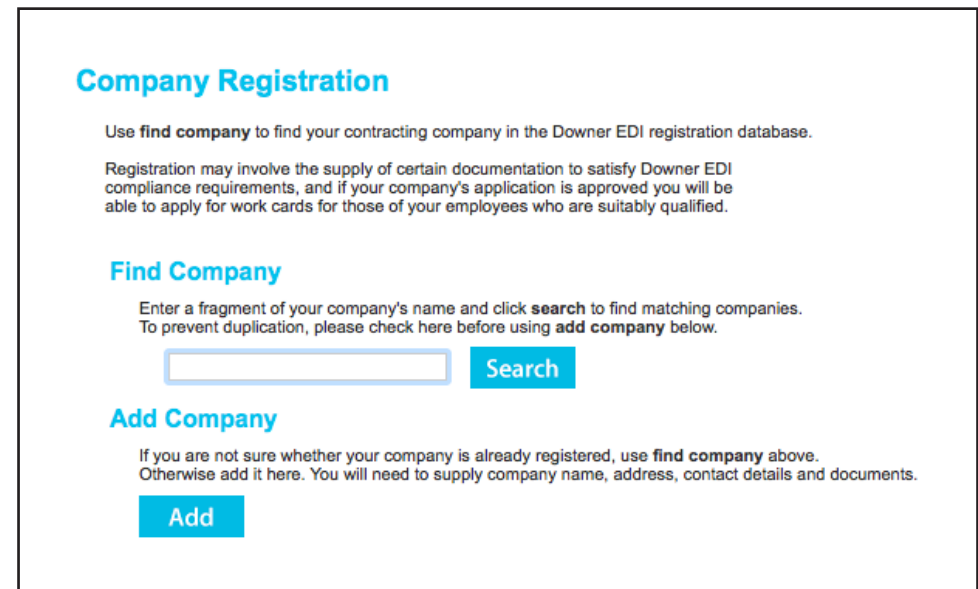 Company Registration
Use find company to find your contracting company in the Downer EDI registration database.
Registration may involve the supply of certain documentation to satisfy Downer EDI
compliance requirements, and if your company's application is approved you will be
able to apply for work cards for those of your employees who are suitably qualified.
Find Company
Enter a fragment of your company's name and click search to find matching companies.
To prevent duplication, please check here before using add company below.
Search
Add Company
If you are not sure whether your company is already registered, use find company above.
Otherwise add it here. You will need to supply company name, address, contact details and documents.
Add